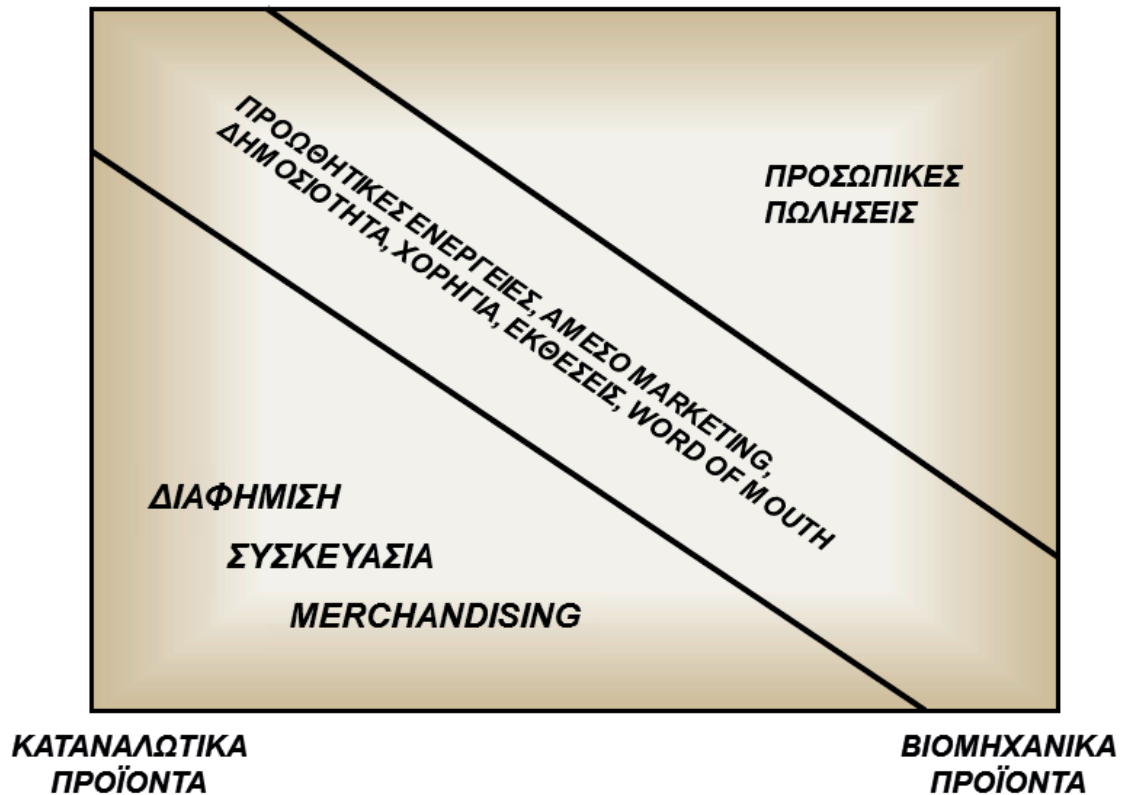 ΠΡΟΩΘΗΤΙΚΕΣ ΕΝΕΡΓΕΙΕΣ, ΑΜΕΣΟ MARKETING,
ΔΗΜΟΣΙΟΤΗΤΑ, ΧΟΡΗΓΙΑ, ΕΚΘΕΣΕΙΣ, WORD OF MOUTH
ΠΡΟΣΩΠΙΚΕΣ
ΠΩΛΗΣΕΙΣ
ΔΙΑΦΗΜΙΣΗ
ΣΥΣΚΕΥΑΣΙΑ
MERCHANDISING
ΚΑΤΑΝΑΛΩΤΙΚΑ
ΠΡΟΪΟΝΤΑ
ΒΙΟΜΗΧΑΝΙΚΑ
ΠΡΟΪΟΝΤΑ